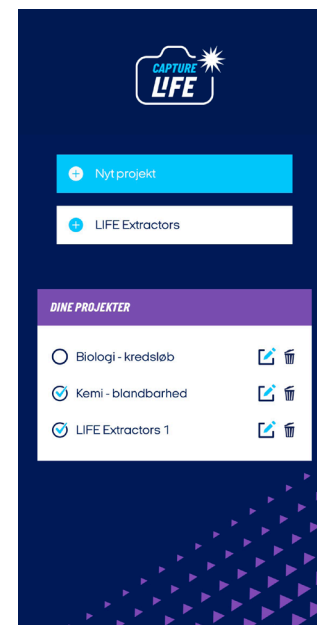 CAPTURE
LIFE
Nyt projekt
LIFE Extractors
DINE PROJEKTER
Biologi - kredsløb
Kemi - blandbarhed
LIFE Extractors 1